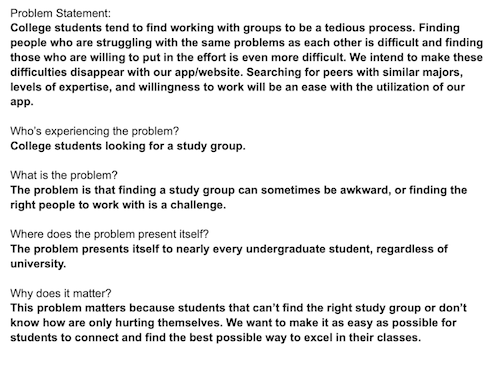 Problem Statement:
College students tend to find working with groups to be a tedious process. Finding
people who are struggling with the same problems as each other is difficult and finding
those who are willing to put in the effort is even more difficult. We intend to make these
difficulties disappear with our app/website. Searching for peers with similar majors,
levels of expertise, and willingness to work will be an ease with the utilization of our
app.
Who's experiencing the problem?
College students looking for a study group.
What is the problem?
The problem is that finding a study group can sometimes be awkward, or finding the
right people to work with is a challenge.
Where does the problem present itself?
The problem presents itself to nearly every undergraduate student, regardless of
university.
Why does it matter?
This problem matters because students that can't find the right study group or don't
know how are only hurting themselves. We want to make it as easy as possible for
students to connect and find the best possible way to excel in their classes.